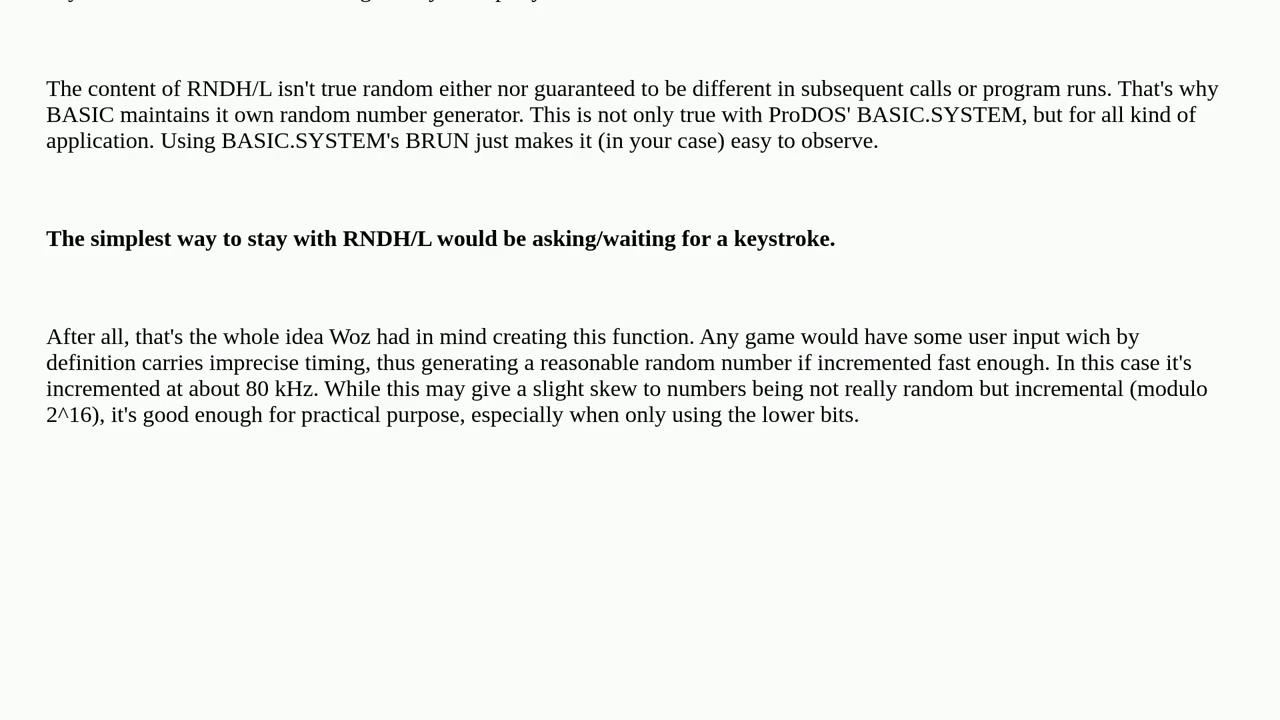 The content of RNDH/L isn't true random either nor guaranteed to be different in subsequent calls or program runs. That's why
BASIC maintains it own random number generator. This is not only true with ProDOS' BASIC.SYSTEM, but for all kind of
application. Using BASIC.SYSTEM's BRUN just makes it (in your case) easy to observe.
The simplest way to stay with RNDH/L would be asking/waiting for a keystroke.
After all, that's the whole idea Woz had in mind creating this function. Any game would have some user input wich by
definition carries imprecise timing, thus generating a reasonable random number if incremented fast enough. In this case it's
incremented at about 80 kHz. While this may give a slight skew to numbers being not really random but incremental (modulo
2^16), it's good enough for practical purpose, especially when only using the lower bits.